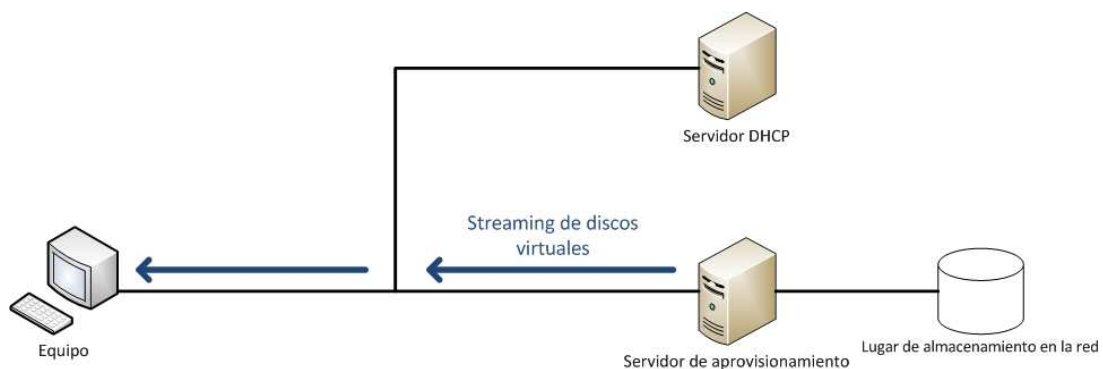 Servidor DHCP
Streaming de discos
virtuales
Equipo
Servidor de aprovisionamiento
Lugar de almacenamiento en la red